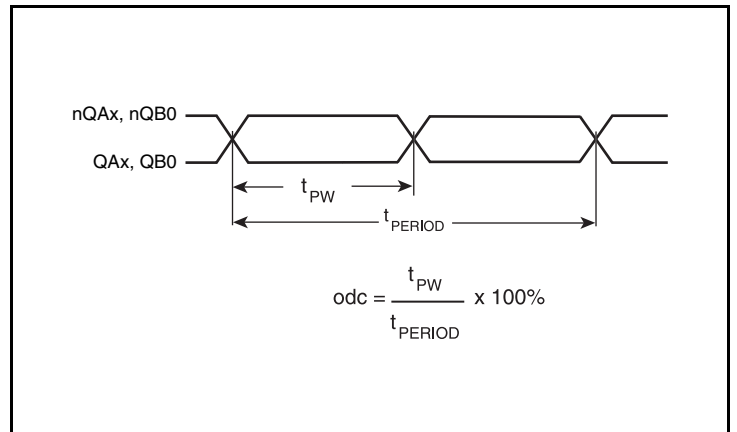 nQAx, nQB0
QAx, QB0
tPW
tPERIOD
odc = tPW / tPERIOD x 100%